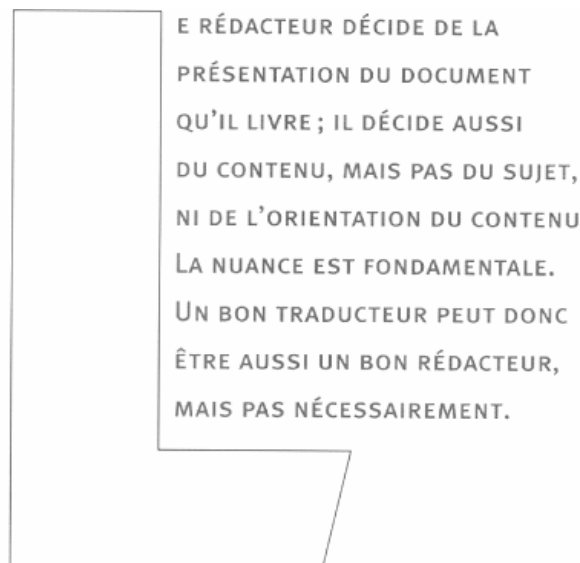 LE RÉDACTEUR DÉCIDE DE LA
PRÉSENTATION DU DOCUMENT
QU'IL LIVRE ; IL DÉCIDE AUSSI
DU CONTENU, MAIS PAS DU SUJET,
NI DE L'ORIENTATION DU CONTENU
LA NUANCE EST FONDAMENTALE.
UN BON TRADUCTEUR PEUT DONC
ÊTRE AUSSI UN BON RÉDACTEUR,
MAIS PAS NÉCESSAIREMENT.